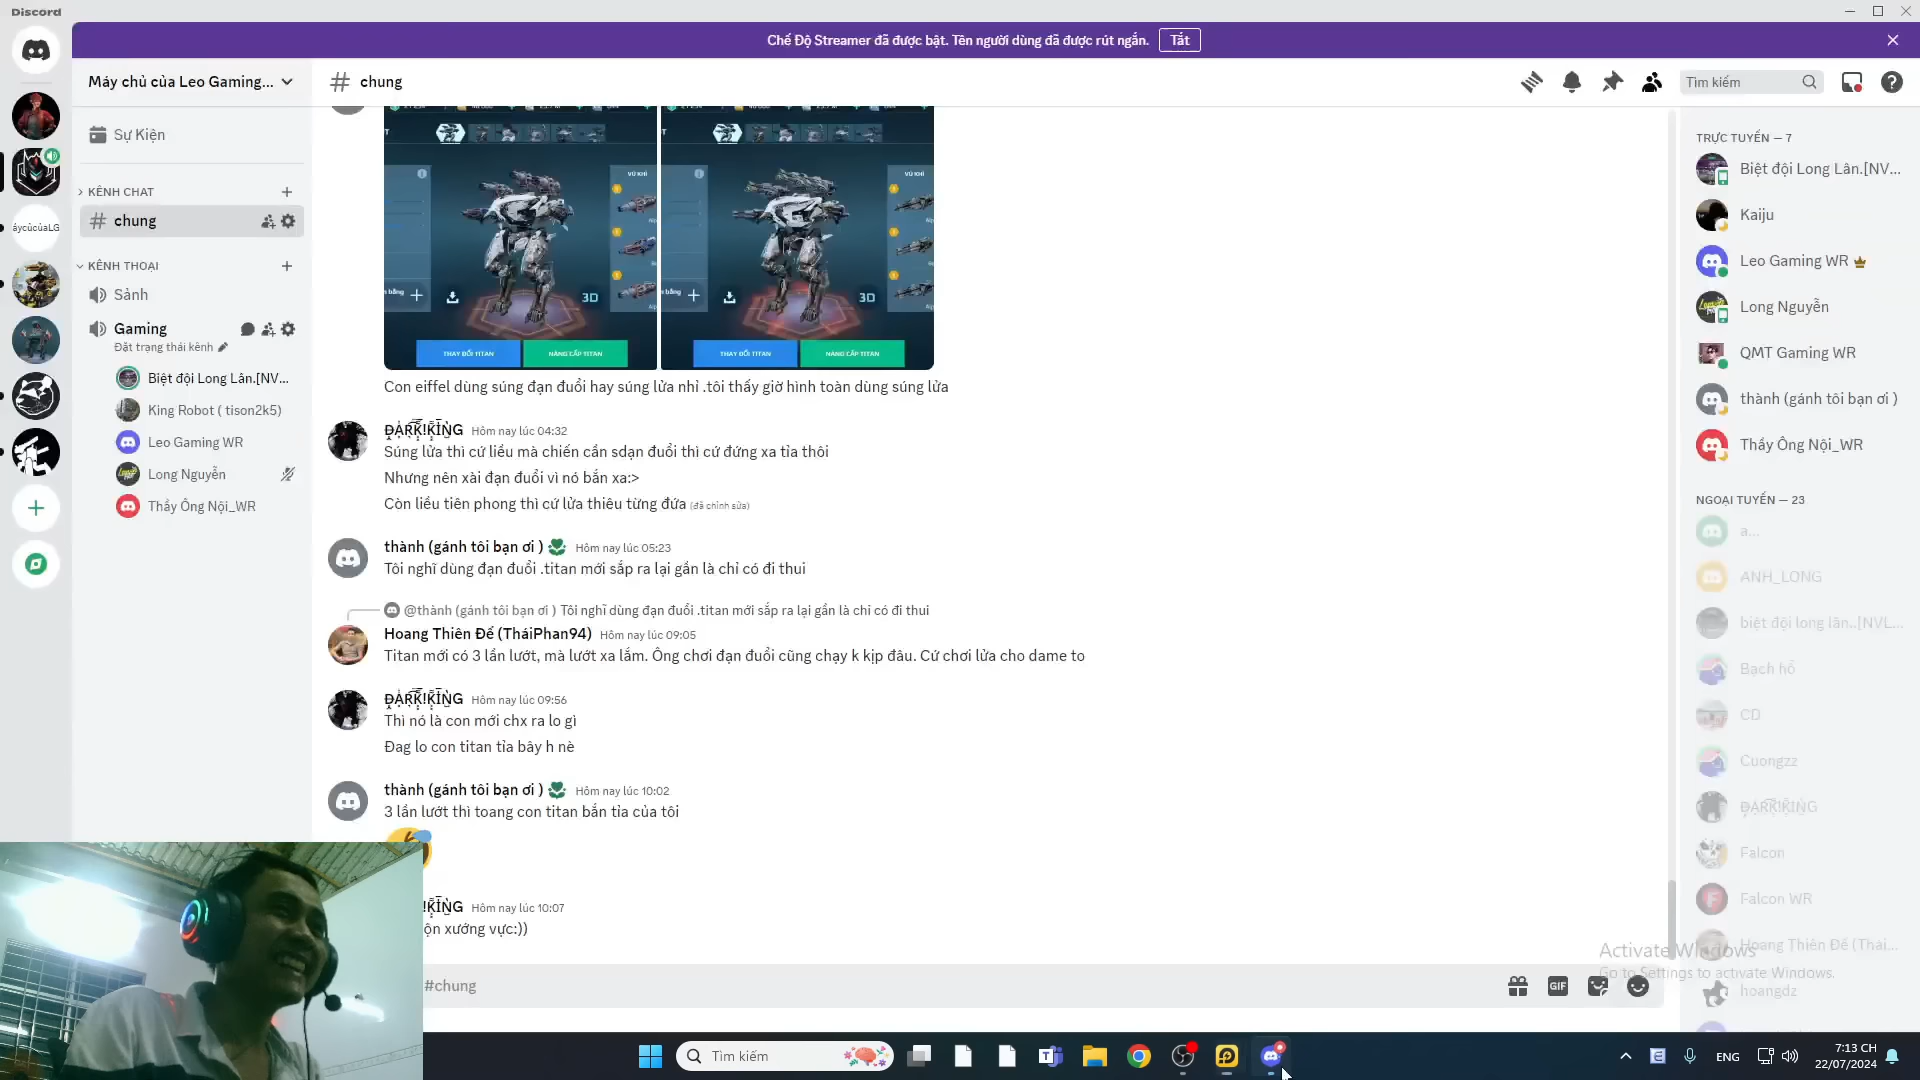 Discord
Chế Độ Streamer đã được bật. Tên người dùng đã được rút ngắn.
Tắt
Máy chủ của Leo Gaming...
chung
Tìm kiếm
Sự Kiện
KÊNH CHAT
chung
KÊNH THOẠI
Sảnh
Gaming
Đặt trạng thái kênh
Biệt đội Long Lân.[NV...
King Robot ( tison2k5)
Leo Gaming WR
Long Nguyễn
Thầy Ông Nội_WR
áycủcủaLG
VŨ KHÍ
3D
THAY ĐỔI TITAN
NÂNG CẤP TITAN
VŨ KHÍ
3D
THAY ĐỔI TITAN
NÂNG CẤP TITAN
Con eiffel dùng súng đạn đuổi hay súng lửa nhỉ .tôi thấy giờ hình toàn dùng súng lửa
ĐARK!KING Hôm nay lúc 04:32
Súng lửa thì cứ liều mà chiến cần sdạn đuổi thì cứ đứng xa tỉa thôi
Nhưng nên xài đạn đuổi vì nó bắn xa:>
Còn liều tiên phong thì cứ lửa thiêu từng đứa (đã chỉnh sửa)
thành (gánh tôi bạn ơi ) Hôm nay lúc 05:23
Tôi nghĩ dùng đạn đuổi .titan mới sắp ra lại gần là chỉ có đi thui
@thành (gánh tôi bạn ơi ) Tôi nghĩ dùng đạn đuổi .titan mới sắp ra lại gần là chỉ có đi thui
Hoang Thiên Đế (TháiPhan94) Hôm nay lúc 09:05
Titan mới có 3 lần lướt, mà lướt xa lắm. Ông chơi đạn đuổi cũng chạy k kịp đâu. Cứ chơi lửa cho dame to
ĐARK!KING Hôm nay lúc 09:56
Thì nó là con mới chx ra lo gì
Đag lo con titan tỉa bây h nè
thành (gánh tôi bạn ơi ) Hôm nay lúc 10:02
3 lần lướt thì toang con titan bắn tỉa của tôi
!KING Hôm nay lúc 10:07
ộn xướng vực:))
#chung
GIF
TRỰC TUYẾN — 7
Biệt đội Long Lân.[NV...
Kaiju
Leo Gaming WR
Long Nguyễn
QMT Gaming WR
thành (gánh tôi bạn ơi )
Thầy Ông Nội_WR
NGOẠI TUYẾN — 23
a...
ANH_LONG
biệt đội long lân..[NVL...
Bạch hổ
CD
Cuongzz
ĐARK!KING
Falcon
Falcon WR
Hoang Thiên Đế (Thái...
hoangdz
Activate Windows
Go to Settings to activate Windows.
Tìm kiếm
ENG
7:13 CH
22/07/2024